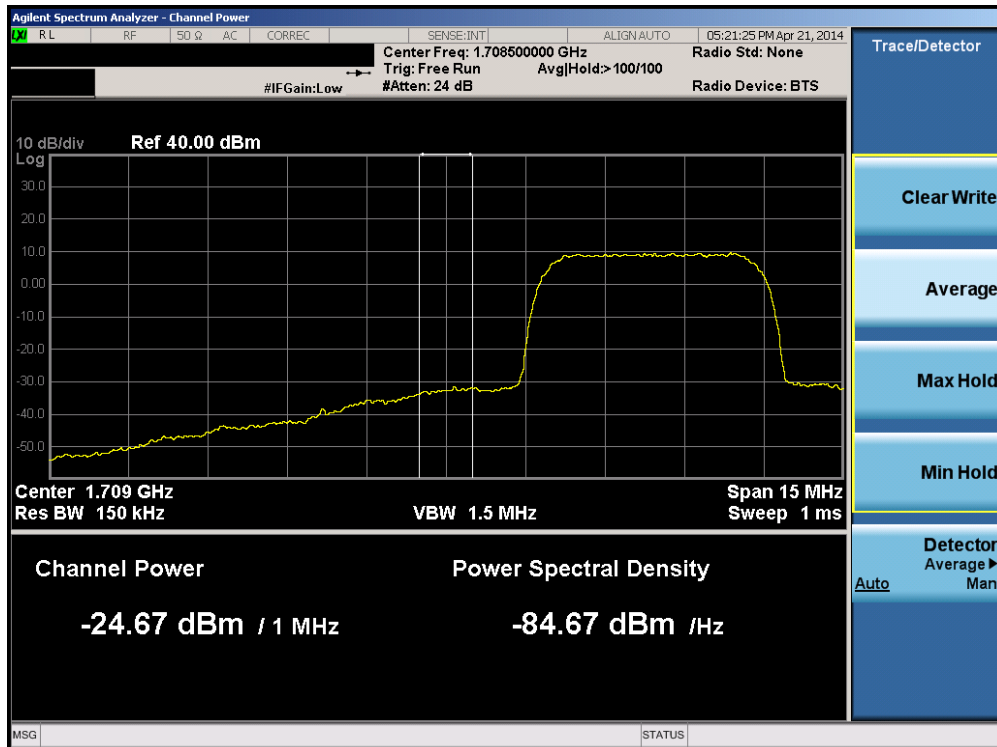 Agilent Spectrum Analyzer - Channel Power
LXI RL RF 50 Ω AC CORREC SENSE:INT ALIGN AUTO 05:21:25 PM Apr 21, 2014
Center Freq: 1.708500000 GHz Radio Std: None
Trig: Free Run Avg|Hold:>100/100
#IFGain:Low #Atten: 24 dB Radio Device: BTS
10 dB/div Ref 40.00 dBm
Log
30.0
20.0
10.0
0.00
-10.0
-20.0
-30.0
-40.0
-50.0
Center 1.709 GHz Span 15 MHz
Res BW 150 kHz VBW 1.5 MHz Sweep 1 ms
Channel Power Power Spectral Density
-24.67 dBm / 1 MHz -84.67 dBm /Hz
MSG STATUS
Trace/Detector
Clear Write
Average
Max Hold
Min Hold
Detector
Average▶
Auto Man